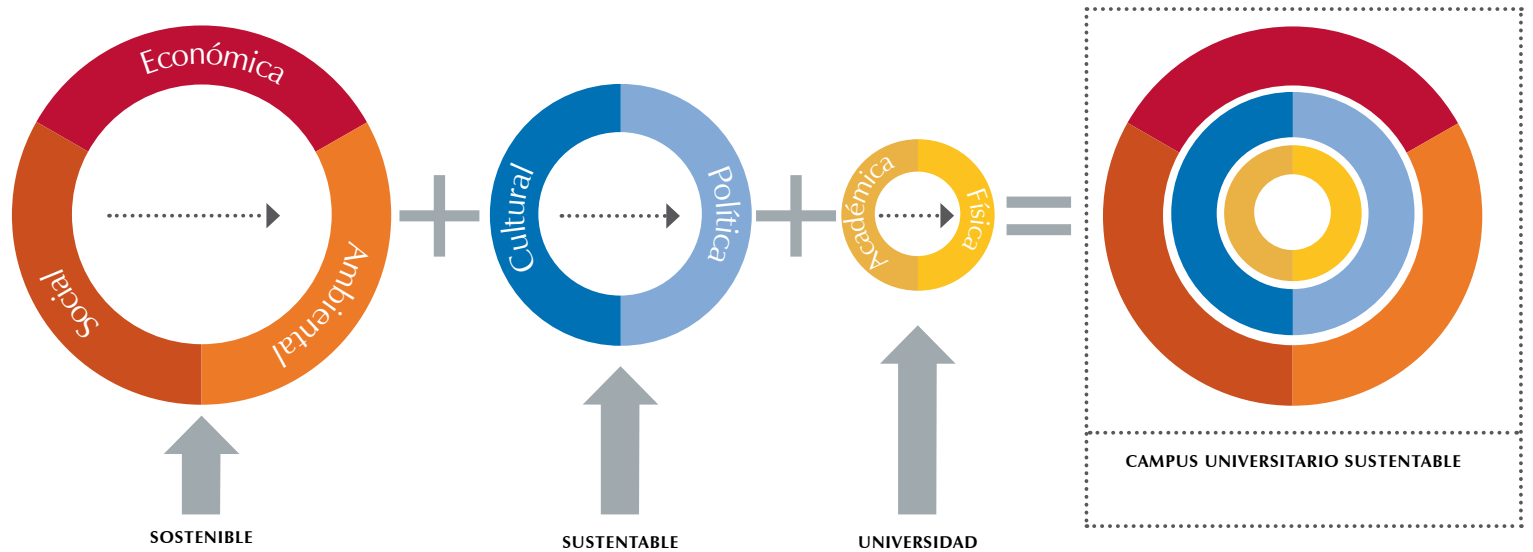 Económica
Social
Ambiental
Cultural
Política
Académica
Física
SOSTENIBLE
SUSTENTABLE
UNIVERSIDAD
CAMPUS UNIVERSITARIO SUSTENTABLE